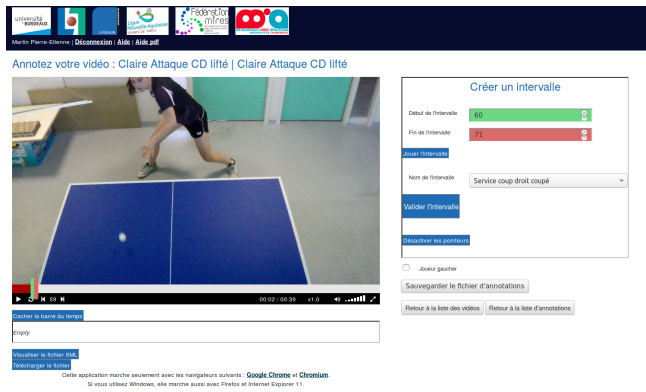 université
de BORDEAUX
La Rochelle
Ligue
Nouvelle-Aquitaine
TENNIS DE TABLE
Fédération
mires
Martin Pierre-Etienne | Déconnexion | Aide | Aide pdf
Annotez votre vidéo : Claire Attaque CD lifté | Claire Attaque CD lifté
59
00:02 / 00:39
x1.0
Cacher la barre du temps
Empty
Visualiser le fichier XML
Télécharger le fichier
Créer un intervalle
Début de l'intervalle
60
Fin de l'intervalle
71
Jouer l'intervalle
Nom de l'intervalle
Service coup droit coupé
Valider l'intervalle
Désactiver les pointeurs
Joueur gaucher
Sauvegarder le fichier d'annotations
Retour à la liste des vidéos
Retour à la liste d'annotations
Cette application marche seulement avec les navigateurs suivants : Google Chrome et Chromium.
Si vous utilisez Windows, elle marche aussi avec Firefox et Internet Explorer 11.